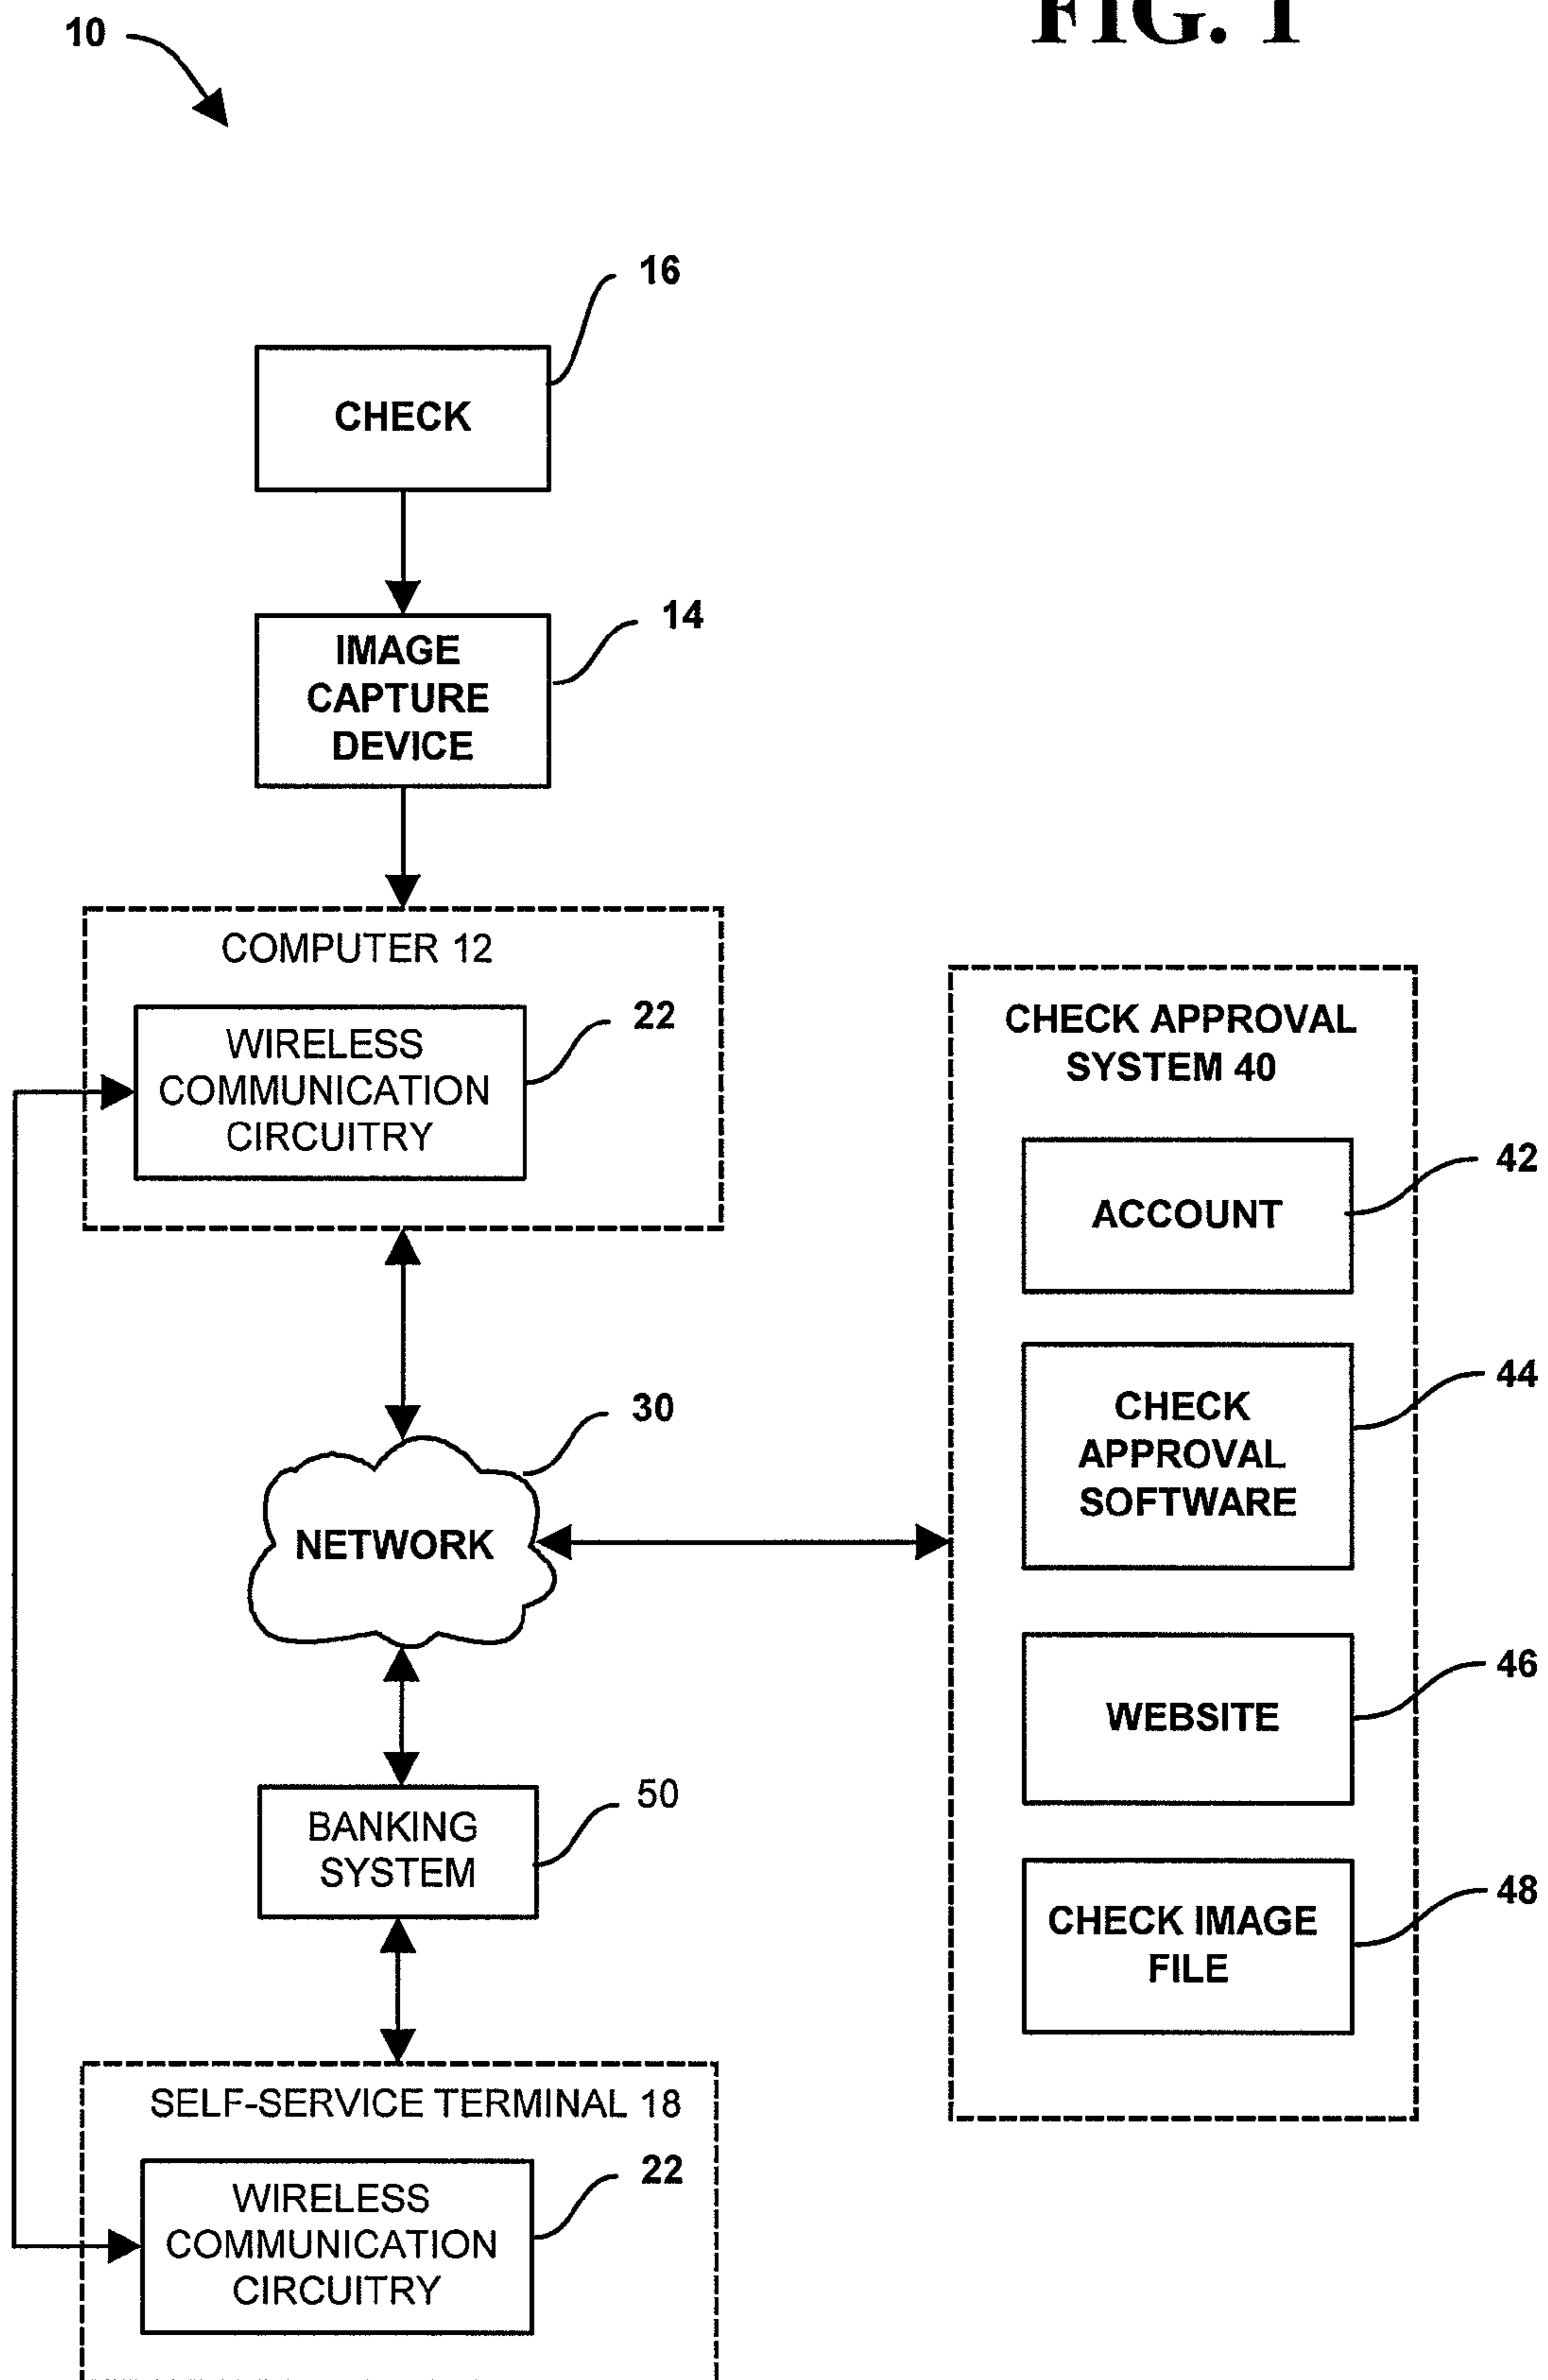 FIG. 1
10
16
CHECK
14
IMAGE
CAPTURE
DEVICE
COMPUTER 12
22
WIRELESS
COMMUNICATION
CIRCUITRY
30
NETWORK
50
BANKING
SYSTEM
SELF-SERVICE TERMINAL 18
22
WIRELESS
COMMUNICATION
CIRCUITRY
CHECK APPROVAL
SYSTEM 40
42
ACCOUNT
44
CHECK
APPROVAL
SOFTWARE
46
WEBSITE
48
CHECK IMAGE
FILE